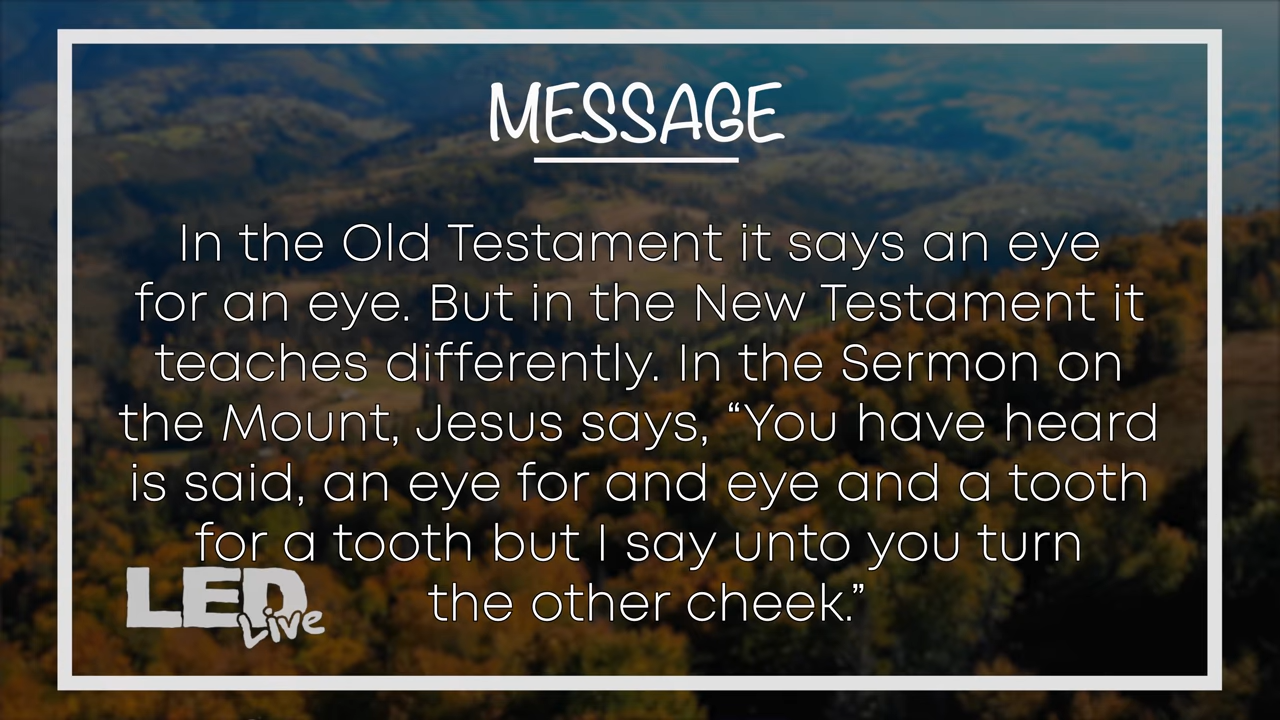 MESSAGE
In the Old Testament it says an eye
for an eye. But in the New Testament it
teaches differently. In the Sermon on
the Mount, Jesus says, “You have heard
is said, an eye for and eye and a tooth
for a tooth but I say unto you turn
the other cheek.”
LED
Live